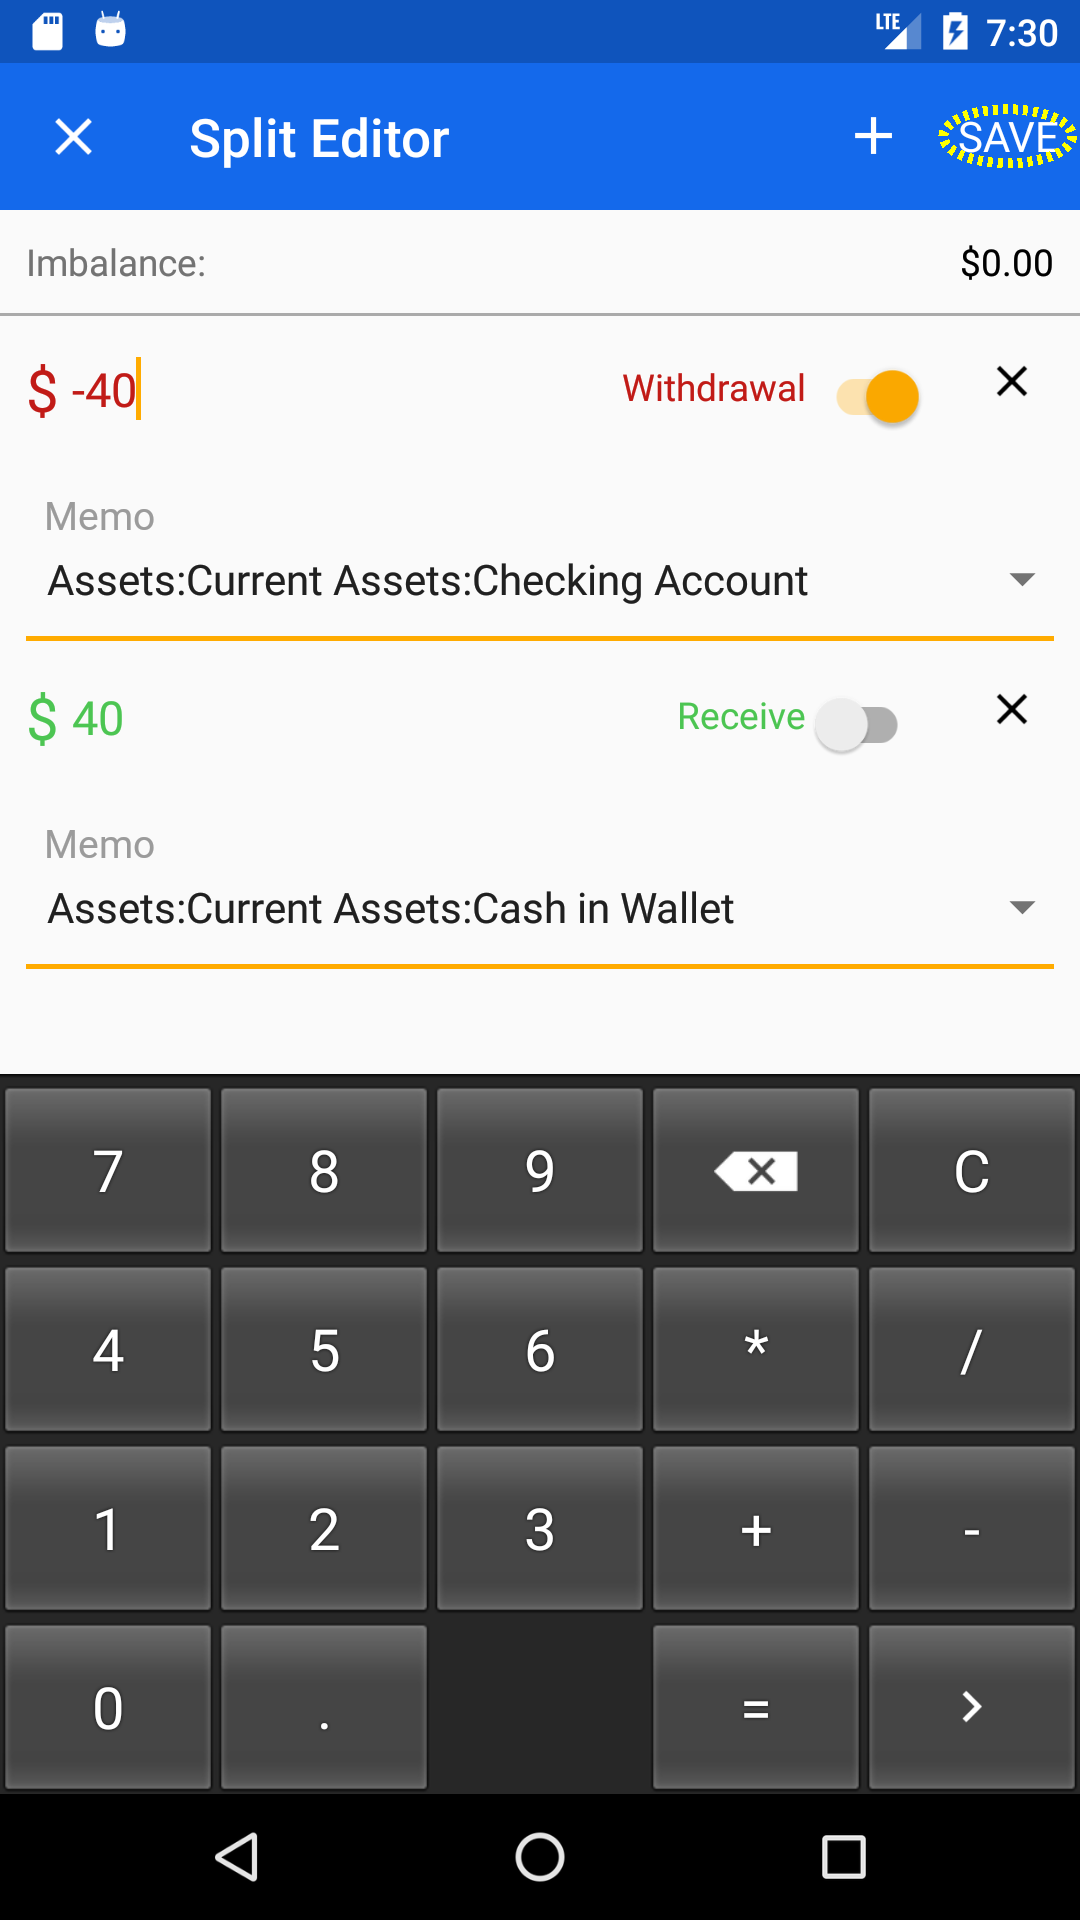 LTE 7:30
Split Editor + SAVE
Imbalance: $0.00
$ -40 Withdrawal
Memo
Assets:Current Assets:Checking Account
$ 40 Receive
Memo
Assets:Current Assets:Cash in Wallet
7 8 9 C
4 5 6 * /
1 2 3 + -
0 . = >